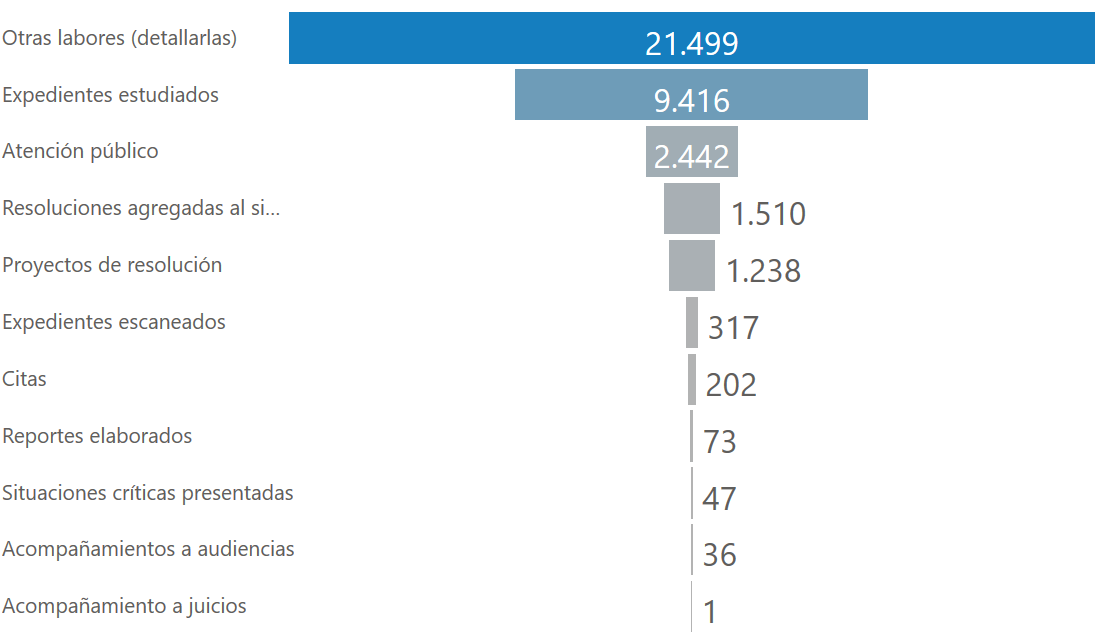 Otras labores (detallarlas) 21.499
Expedientes estudiados 9.416
Atención público 2.442
Resoluciones agregadas al si... 1.510
Proyectos de resolución 1.238
Expedientes escaneados 317
Citas 202
Reportes elaborados 73
Situaciones críticas presentadas 47
Acompañamientos a audiencias 36
Acompañamiento a juicios 1